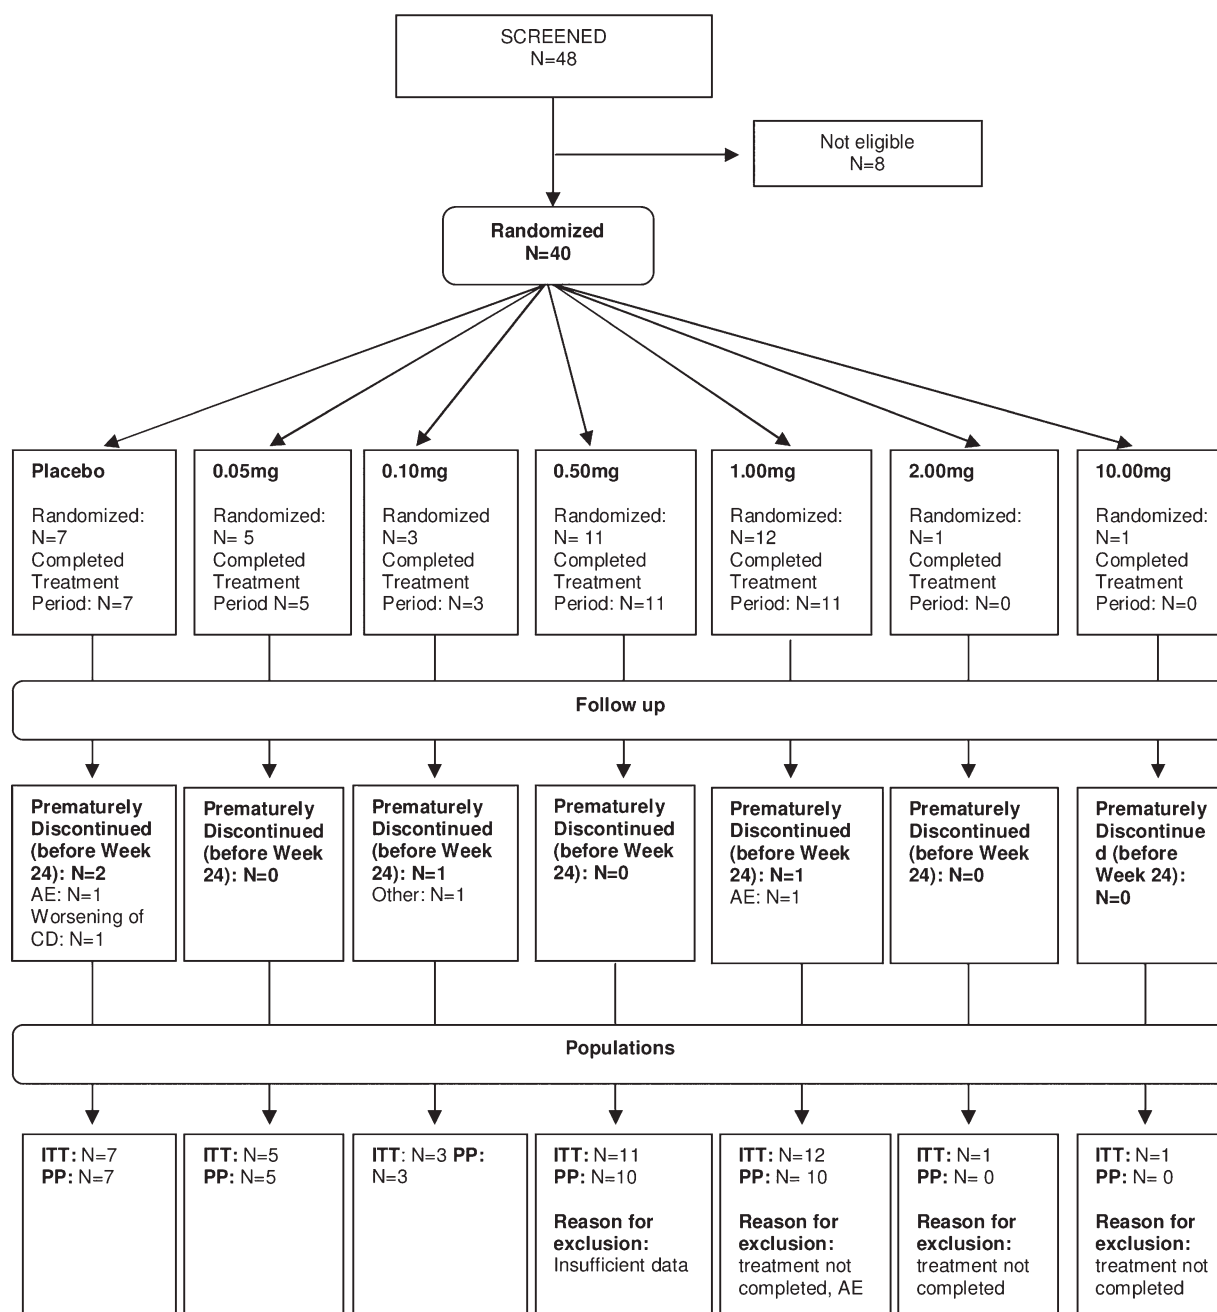 SCREENED
N=48
Not eligible
N=8
Randomized
N=40
Placebo
Randomized:
N=7
Completed
Treatment
Period: N=7
0.05mg
Randomized:
N= 5
Completed
Treatment
Period N=5
0.10mg
Randomized
N=3
Completed
Treatment
Period: N=3
0.50mg
Randomized:
N= 11
Completed
Treatment
Period: N=11
1.00mg
Randomized:
N=12
Completed
Treatment
Period: N=11
2.00mg
Randomized:
N=1
Completed
Treatment
Period: N=0
10.00mg
Randomized:
N=1
Completed
Treatment
Period: N=0
Follow up
Prematurely
Discontinued
(before Week
24): N=2
AE: N=1
Worsening of
CD: N=1
Prematurely
Discontinued
(before Week
24): N=0
Prematurely
Discontinued
(before Week
24): N=1
Other: N=1
Prematurely
Discontinued
(before Week
24): N=0
Prematurely
Discontinued
(before Week
24): N=1
AE: N=1
Prematurely
Discontinued
(before Week
24): N=0
Prematurely
Discontinue
d (before
Week 24):
N=0
Populations
ITT: N=7
PP: N=7
ITT: N=5
PP: N=5
ITT: N=3 PP:
N=3
ITT: N=11
PP: N=10
Reason for
exclusion:
Insufficient data
ITT: N=12
PP: N= 10
Reason for
exclusion:
treatment not
completed, AE
ITT: N=1
PP: N= 0
Reason for
exclusion:
treatment not
completed
ITT: N=1
PP: N= 0
Reason for
exclusion:
treatment not
completed